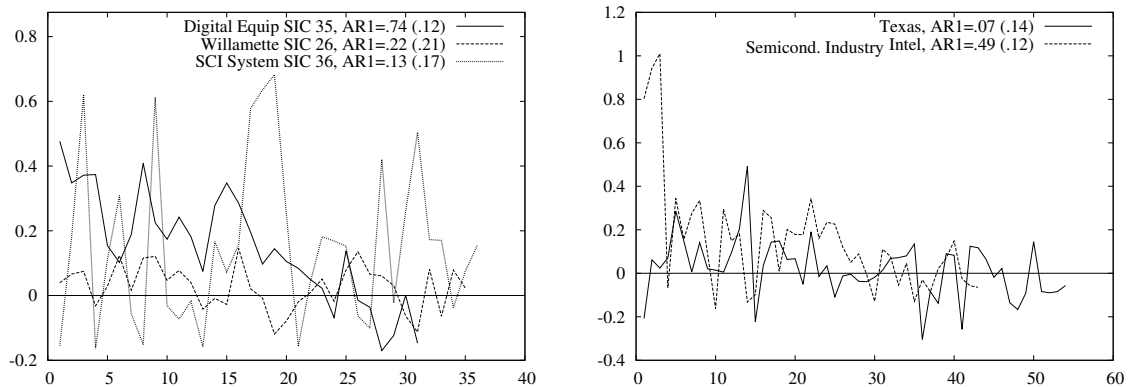 Digital Equip SIC 35, AR1=.74 (.12)
Willamette SIC 26, AR1=.22 (.21)
SCI System SIC 36, AR1=.13 (.17)
0.8
0.6
0.4
0.2
0
-0.2
0 5 10 15 20 25 30 35 40
Texas, AR1=.07 (.14)
Semicond. Industry Intel, AR1=.49 (.12)
1.2
1
0.8
0.6
0.4
0.2
0
-0.2
-0.4
0 10 20 30 40 50 60